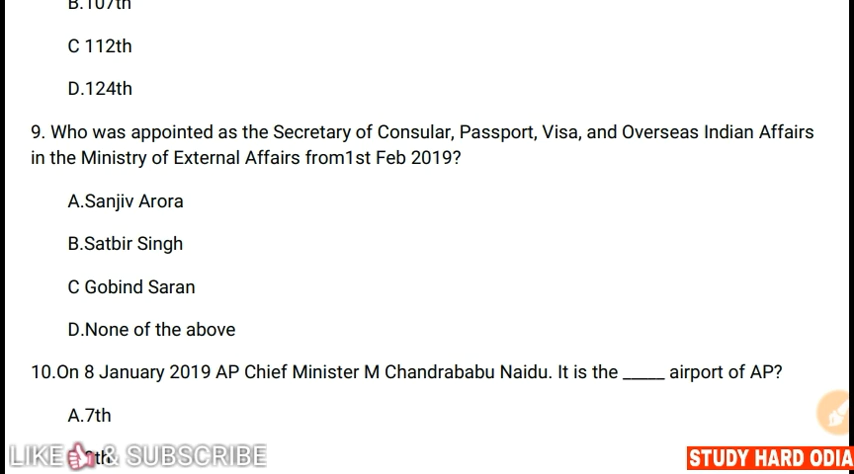 B.107th
C 112th
D.124th
9. Who was appointed as the Secretary of Consular, Passport, Visa, and Overseas Indian Affairs
in the Ministry of External Affairs from1st Feb 2019?
A.Sanjiv Arora
B.Satbir Singh
C Gobind Saran
D.None of the above
10.On 8 January 2019 AP Chief Minister M Chandrababu Naidu. It is the _____ airport of AP?
A.7th
LIKE & SUBSCRIBE
STUDY HARD ODIA